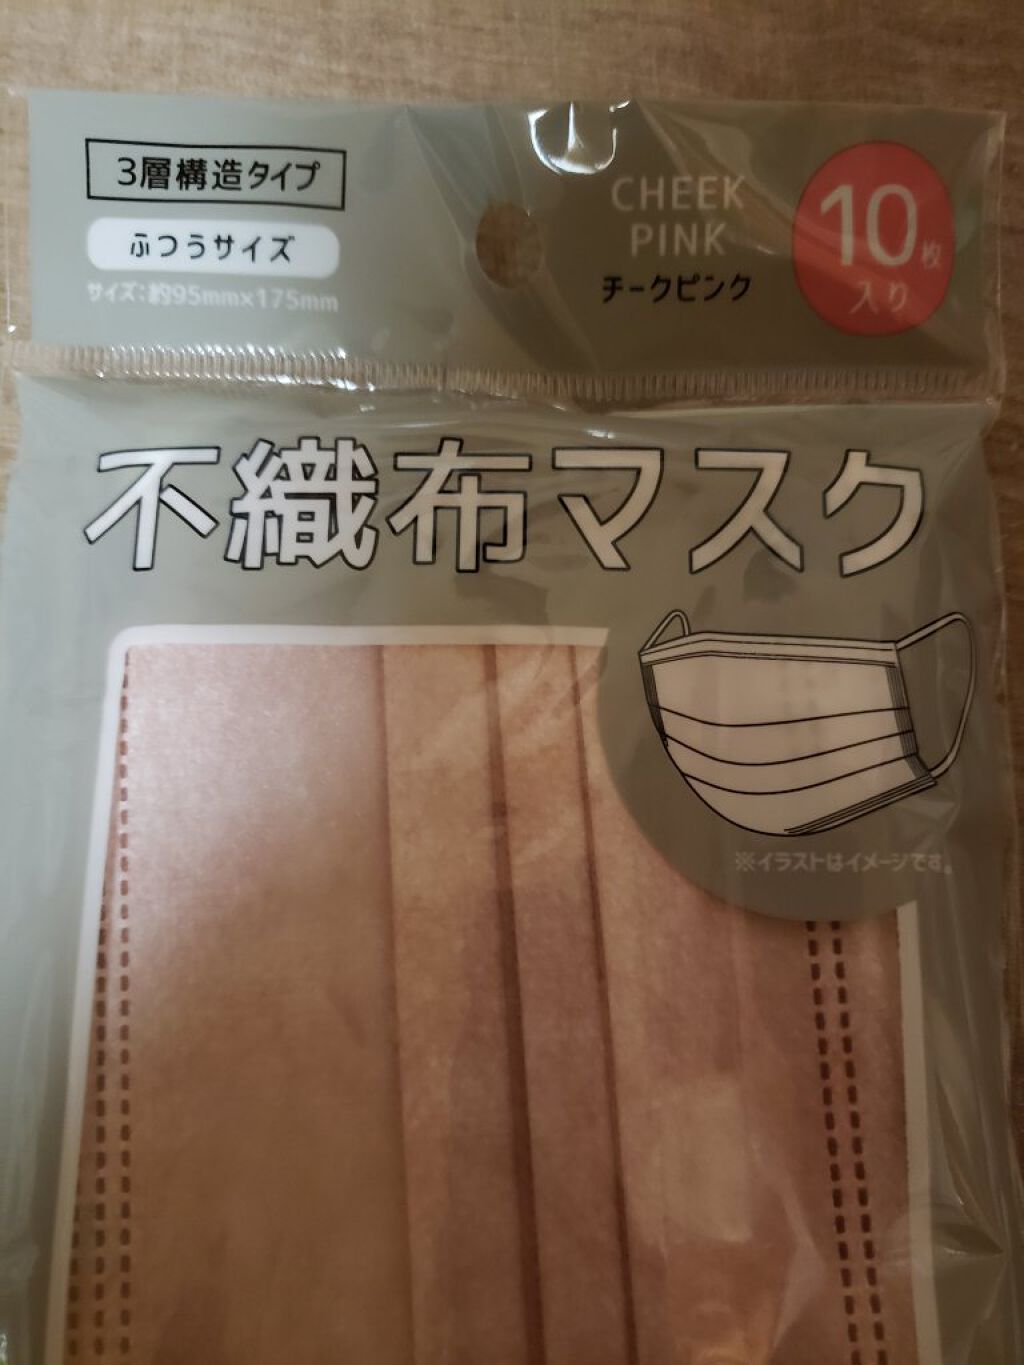 3層構造タイプ
ふつうサイズ
サイズ:約95mm×175mm
CHEEK
PINK
チークピンク
10枚
入り
不織布マスク
※イラストはイメージです。